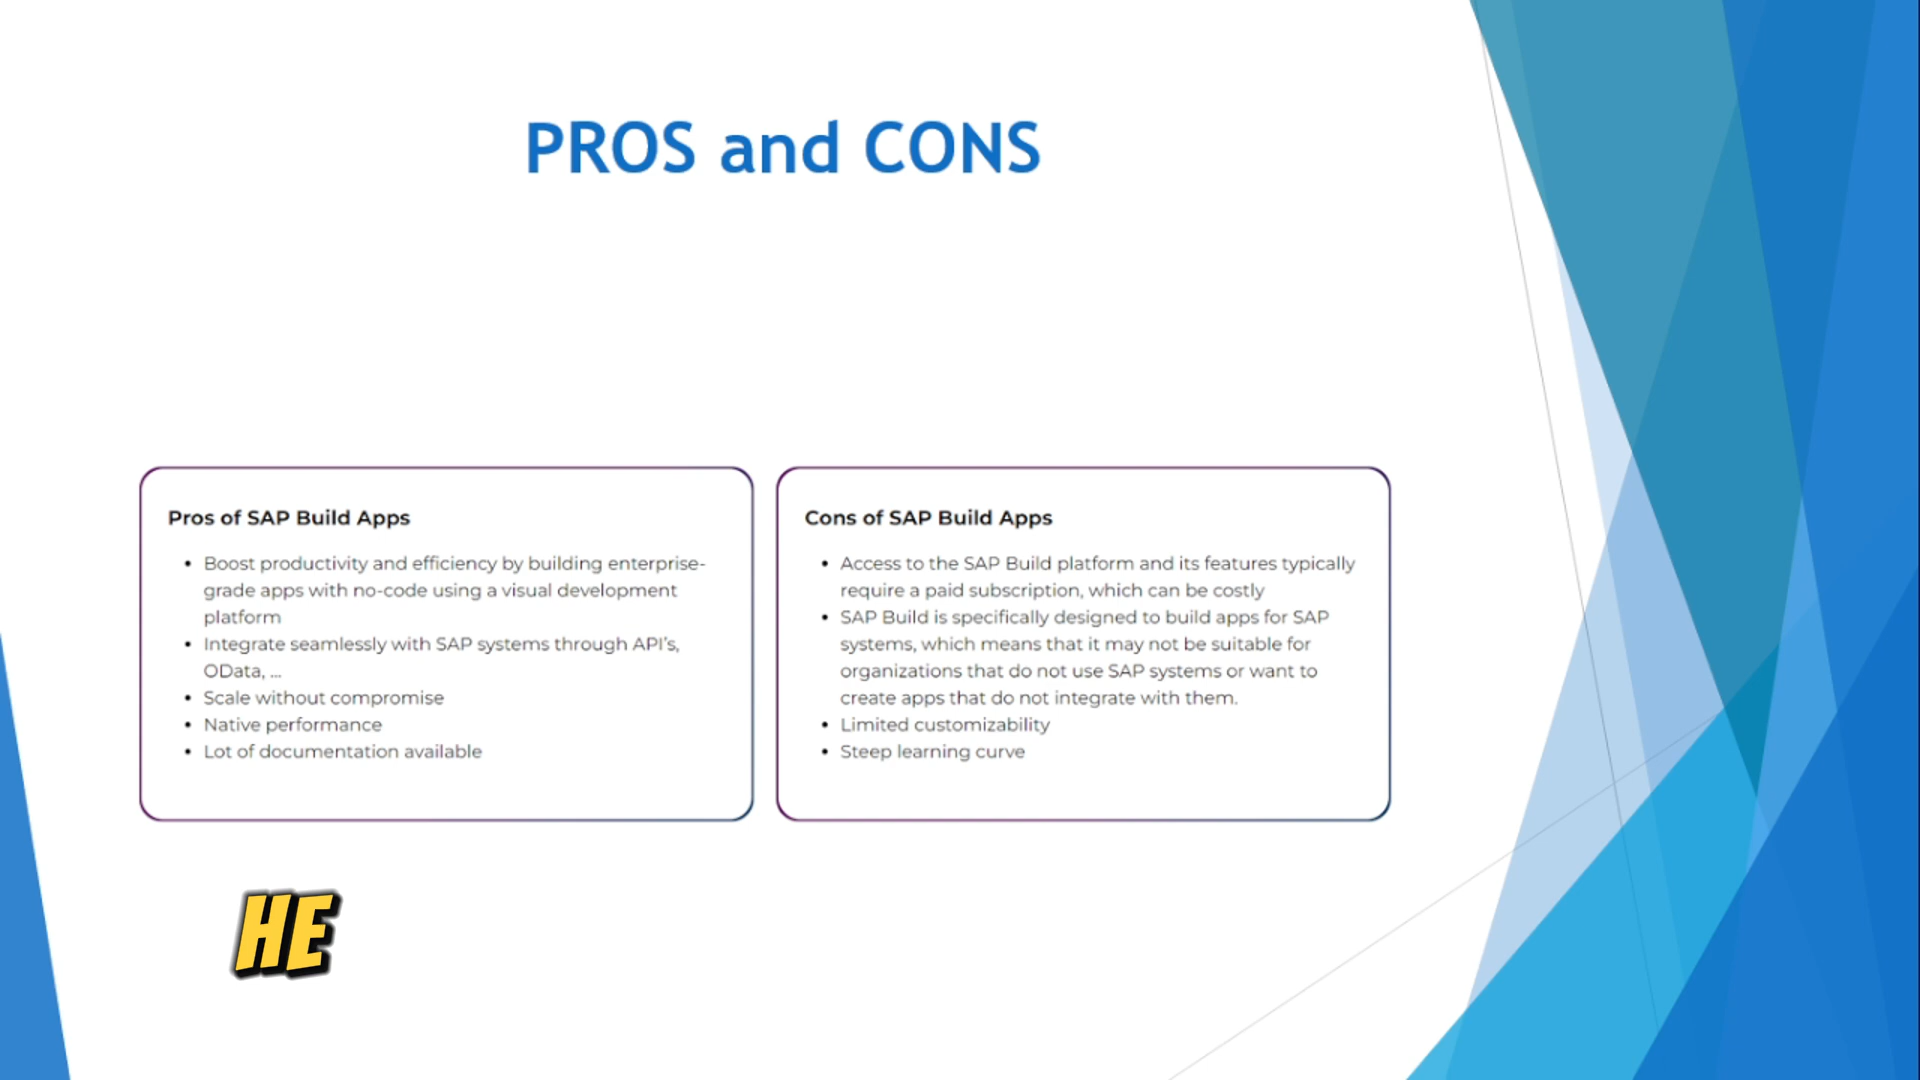 PROS and CONS
Pros of SAP Build Apps
• Boost productivity and efficiency by building enterprise-
grade apps with no-code using a visual development
platform
• Integrate seamlessly with SAP systems through API's,
OData, ...
• Scale without compromise
• Native performance
• Lot of documentation available
Cons of SAP Build Apps
• Access to the SAP Build platform and its features typically
require a paid subscription, which can be costly
• SAP Build is specifically designed to build apps for SAP
systems, which means that it may not be suitable for
organizations that do not use SAP systems or want to
create apps that do not integrate with them.
• Limited customizability
• Steep learning curve
HE